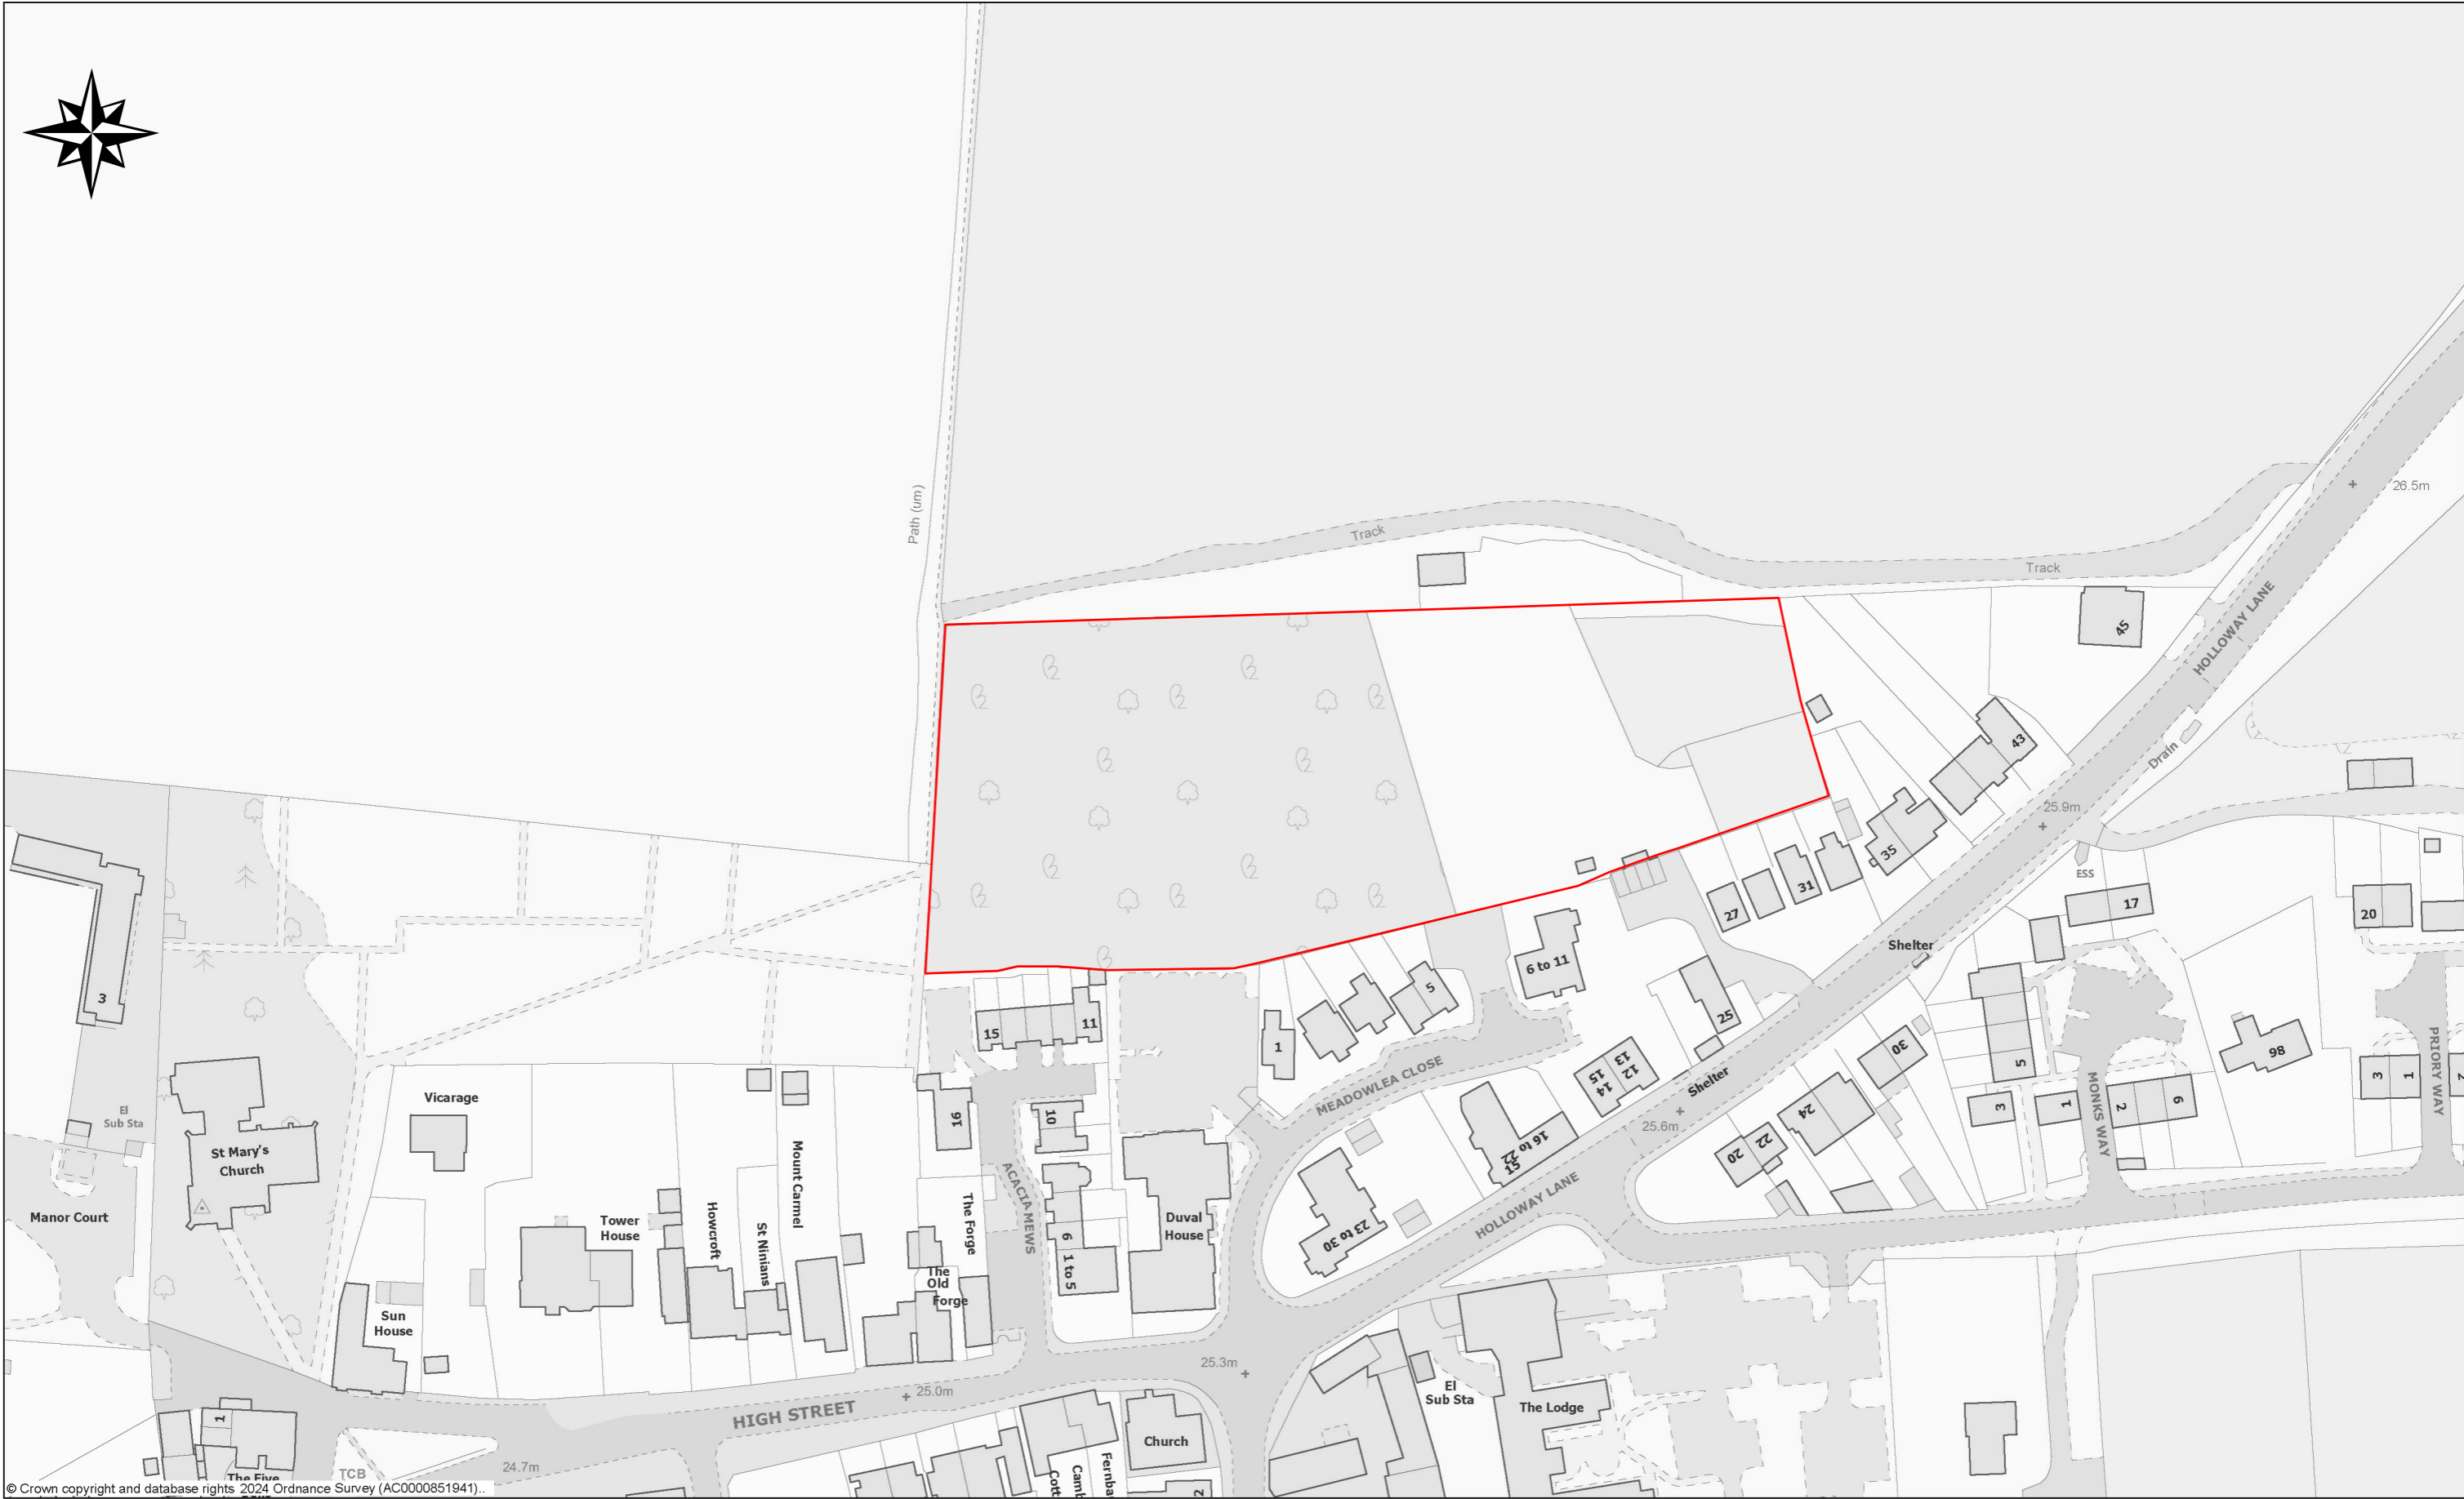 Path (um)
Track
Track
26.5m
HOLLOWAY LANE
45
43
Drain
25.9m
35
31
27
ESS
17
20
Shelter
3
6 to 11
5
25
15
11
1
30
5
98
3
1
PRIORY WAY
MEADOWLEA CLOSE
13
12
15
14
Shelter
25.6m
24
22
20
3
1
MONKS WAY
2
6
El
Sub Sta
St Mary's
Church
Vicarage
16
10
16 to 22
51
Manor Court
Tower
House
Howcroft
St Ninians
Mount Carmel
The Forge
ACACIA MEWS
6
1 to 5
Duval
House
23 to 30
HOLLOWAY LANE
The
Old
Forge
Sun
House
25.3m
25.0m
HIGH STREET
El
Sub Sta
The Lodge
Church
1
The Five
TCB
24.7m
2
© Crown copyright and database rights 2024 Ordnance Survey (AC0000851941)..